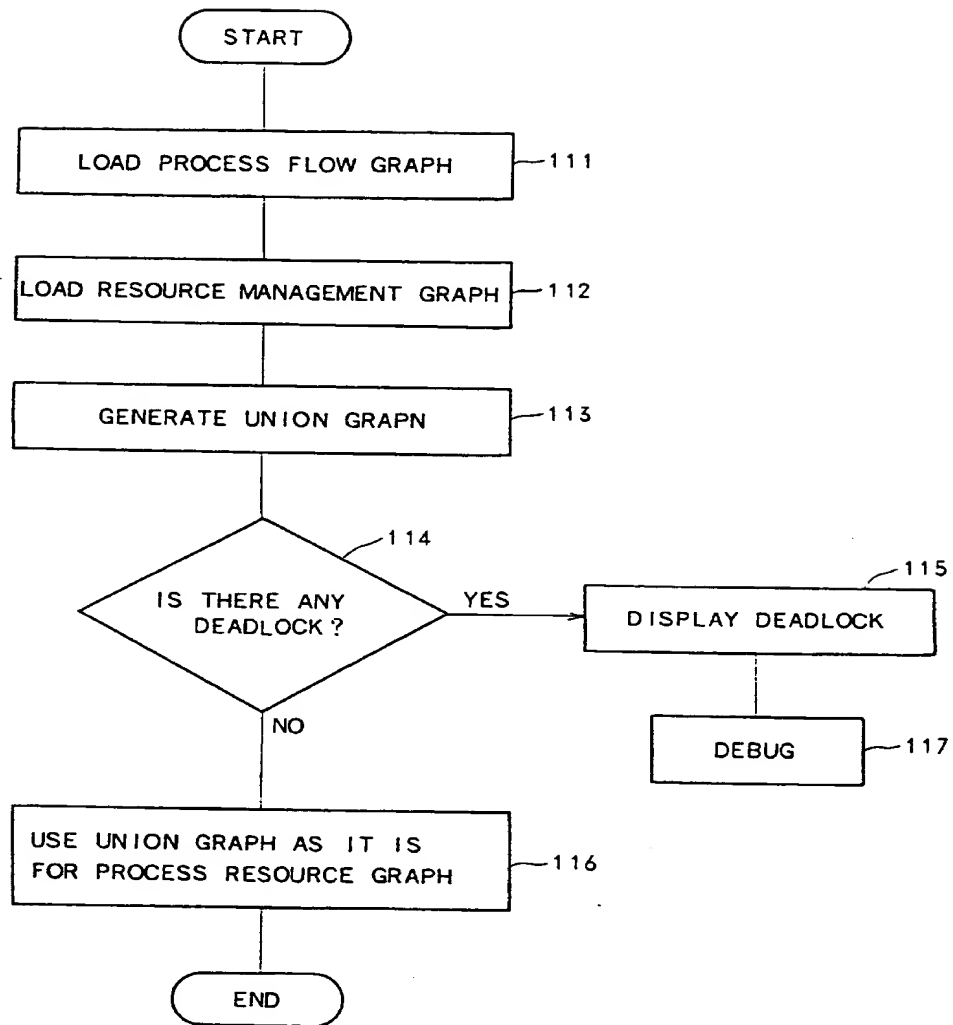 START
LOAD PROCESS FLOW GRAPH
111
LOAD RESOURCE MANAGEMENT GRAPH
112
GENERATE UNION GRAPN
113
114
IS THERE ANY
DEADLOCK?
YES
115
DISPLAY DEADLOCK
NO
DEBUG
117
USE UNION GRAPH AS IT IS
FOR PROCESS RESOURCE GRAPH
116
END